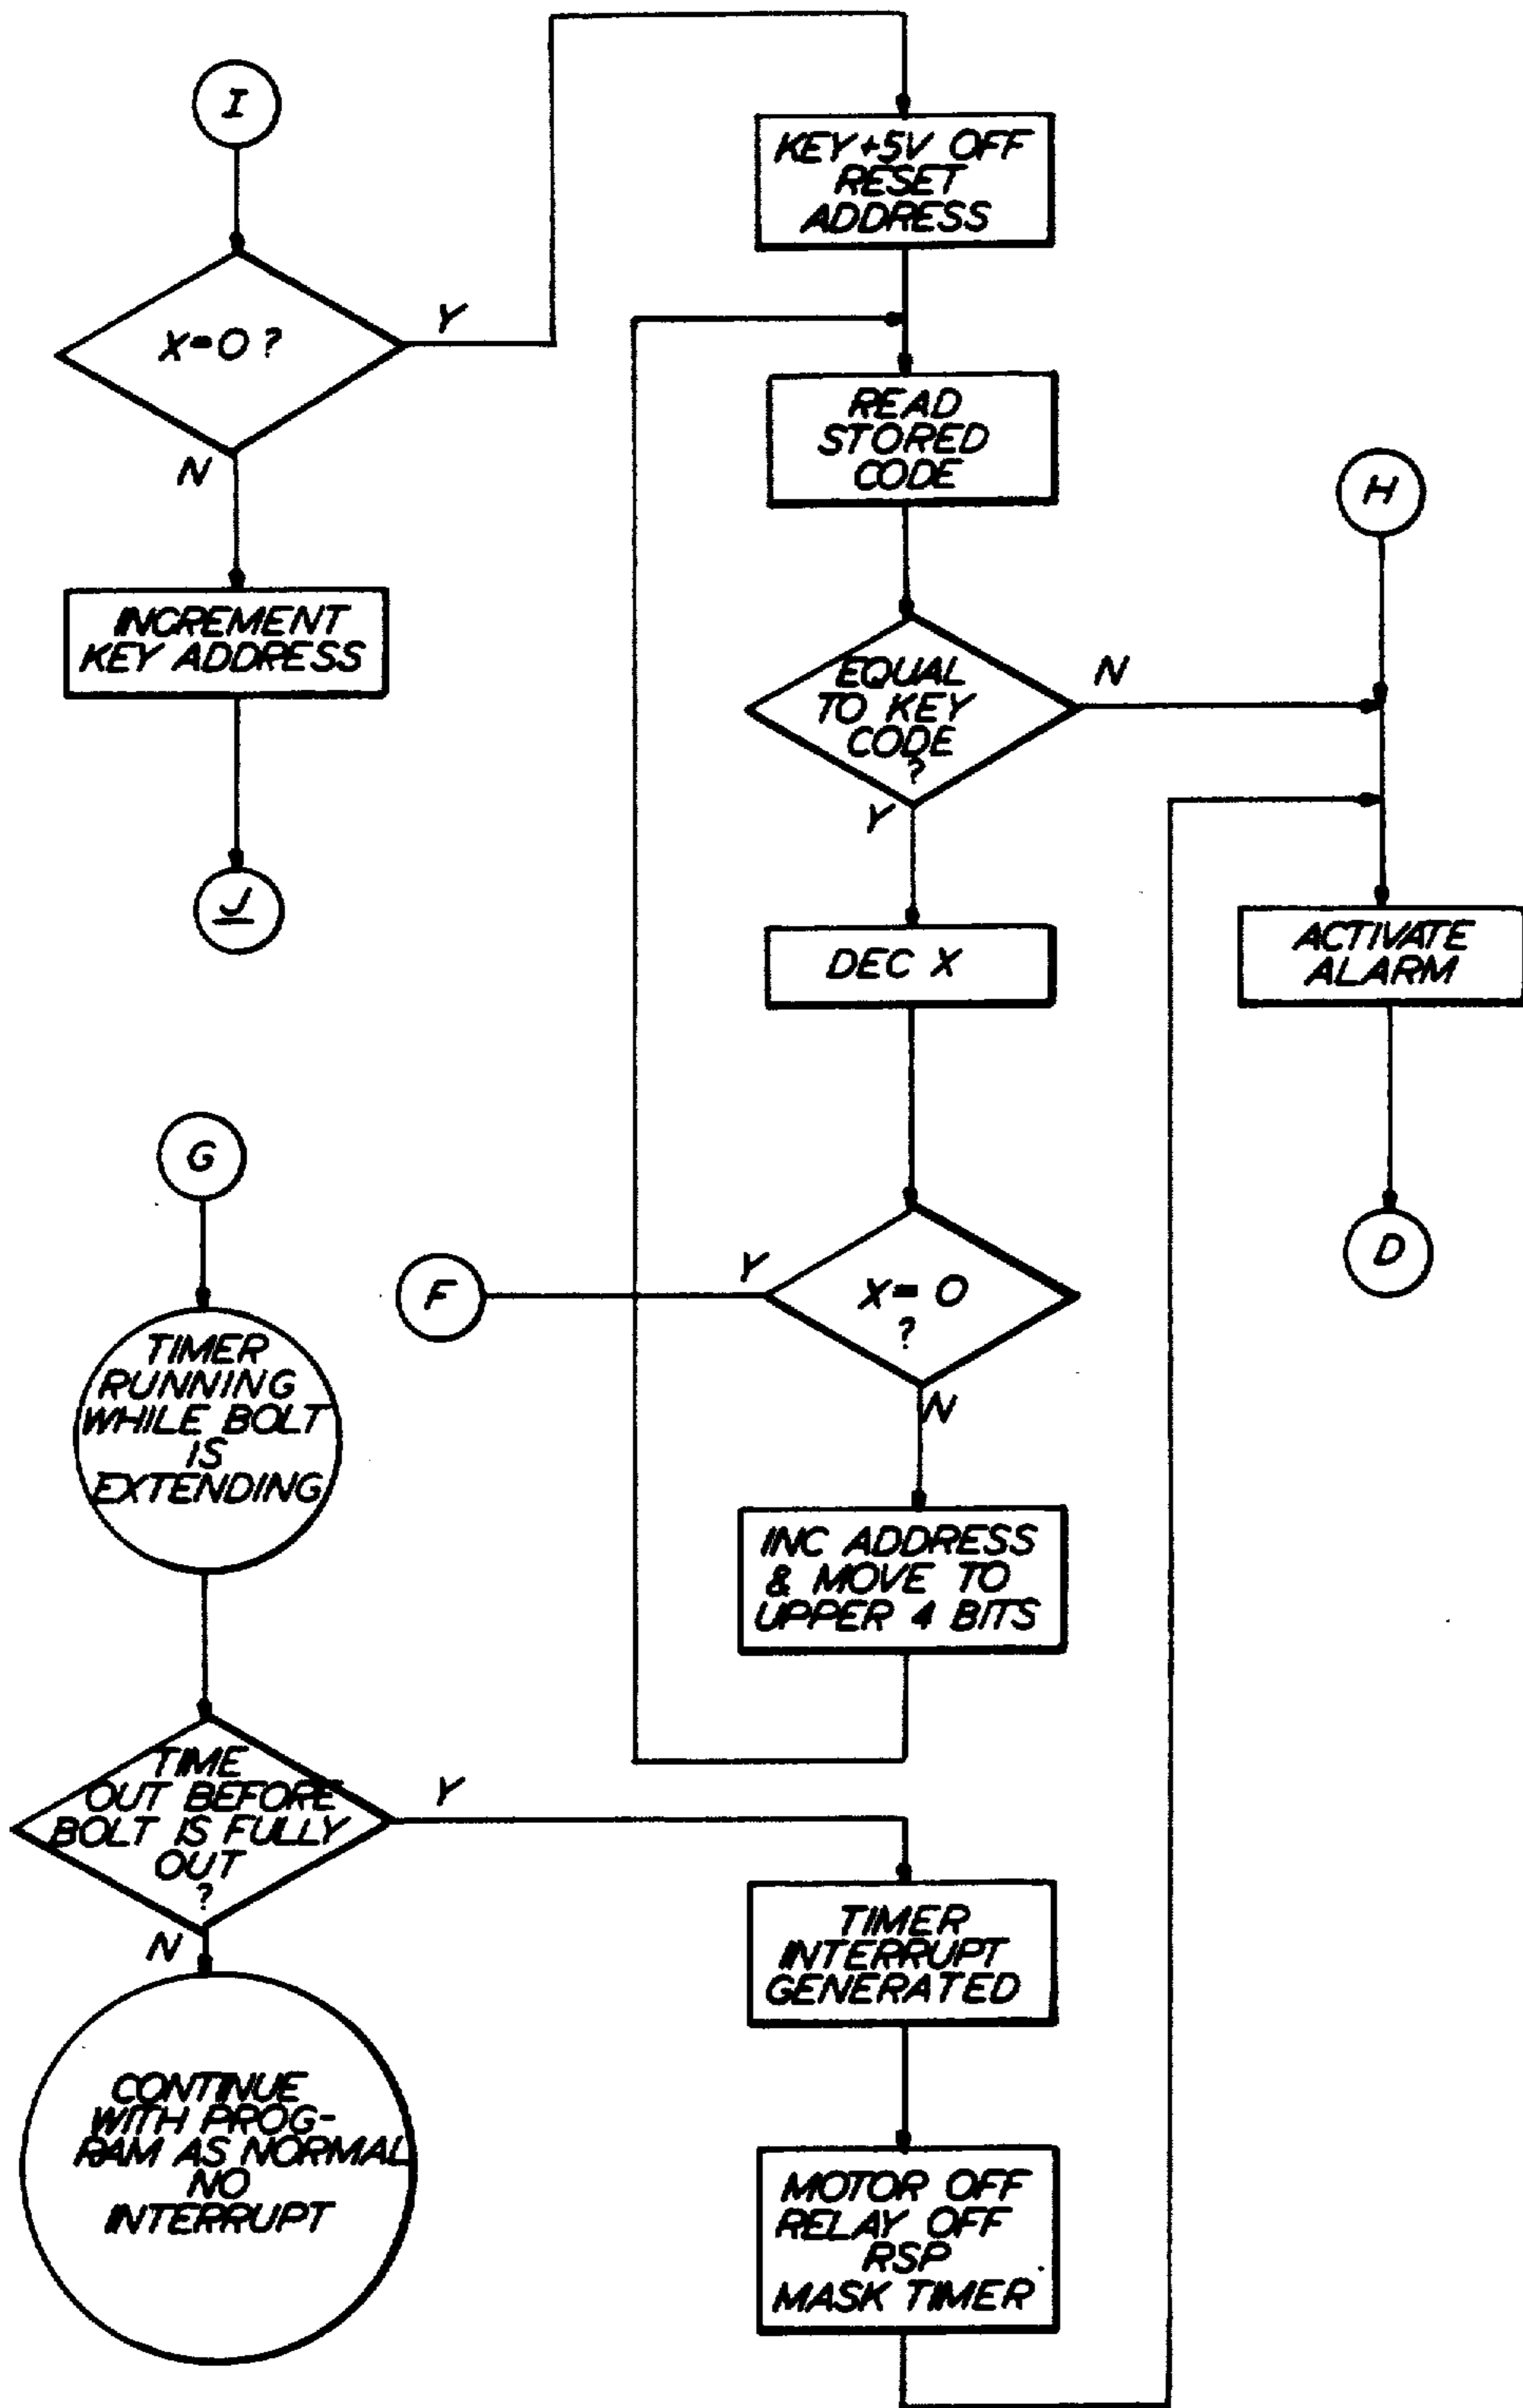 I
X=0 ?
Y
N
INCREMENT
KEY ADDRESS
J
KEY+5V OFF
RESET
ADDRESS
READ
STORED
CODE
EQUAL
TO KEY
CODE
?
N
Y
H
ACTIVATE
ALARM
D
DEC X
X=0
?
Y
F
N
INC ADDRESS
& MOVE TO
UPPER 4 BITS
G
TIMER
RUNNING
WHILE BOLT
IS
EXTENDING
TIME
OUT BEFORE
BOLT IS FULLY
OUT
?
Y
N
CONTINUE
WITH PROG-
RAM AS NORMAL
NO
INTERRUPT
TIMER
INTERRUPT
GENERATED
MOTOR OFF
RELAY OFF
RSP
MASK TIMER